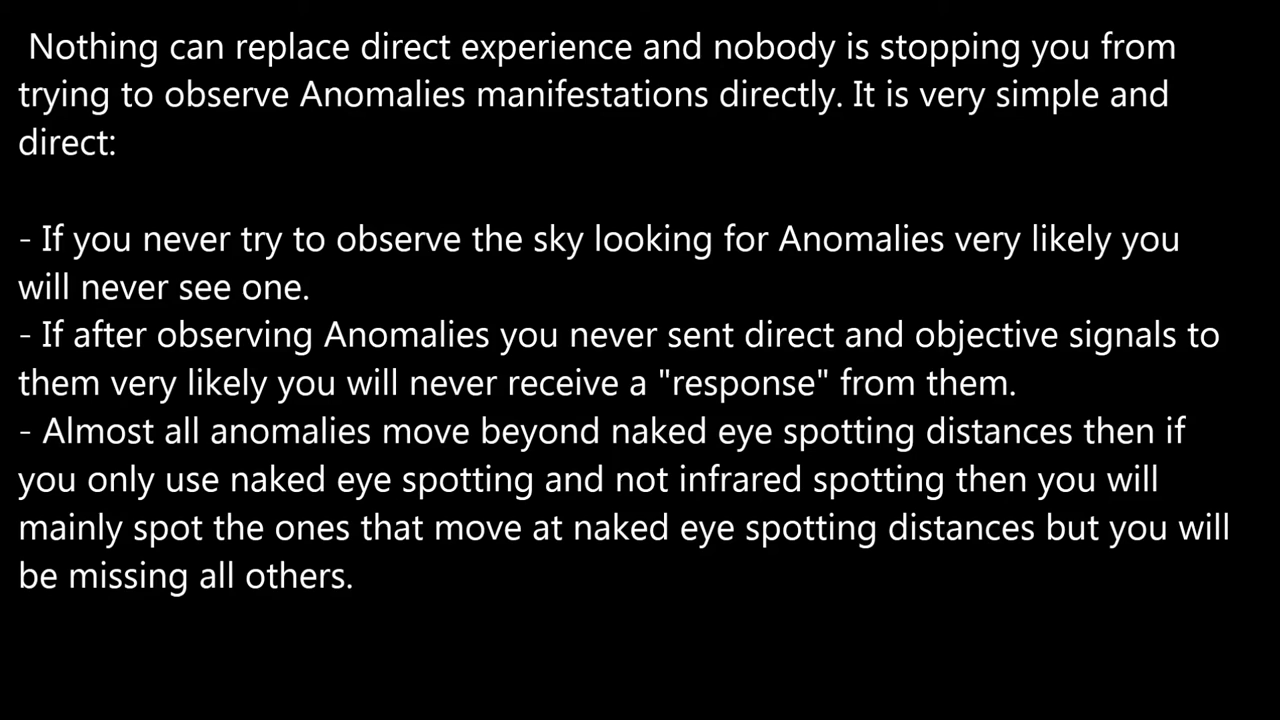 Nothing can replace direct experience and nobody is stopping you from
trying to observe Anomalies manifestations directly. It is very simple and
direct:
- If you never try to observe the sky looking for Anomalies very likely you
will never see one.
- If after observing Anomalies you never sent direct and objective signals to
them very likely you will never receive a "response" from them.
- Almost all anomalies move beyond naked eye spotting distances then if
you only use naked eye spotting and not infrared spotting then you will
mainly spot the ones that move at naked eye spotting distances but you will
be missing all others.